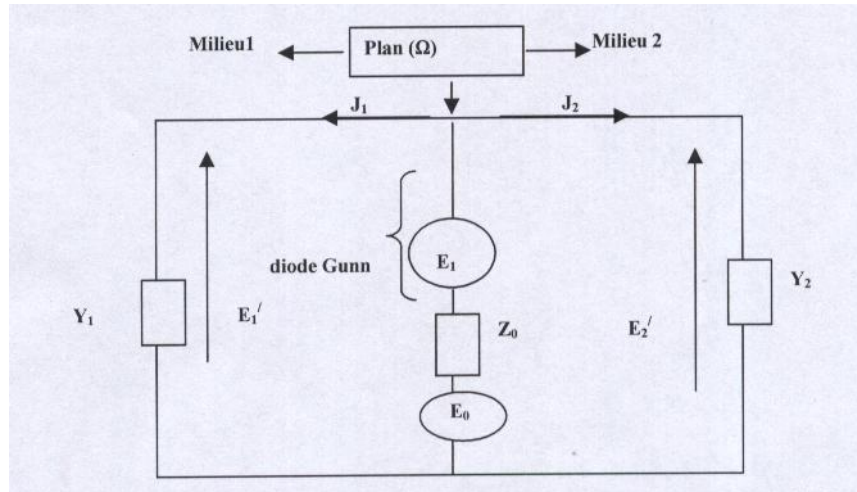 Milieu1
Plan (Ω)
Milieu 2
J₁
J₂
diode Gunn
E₁
Y₁
E₁/
Z₀
E₂/
Y₂
E₀